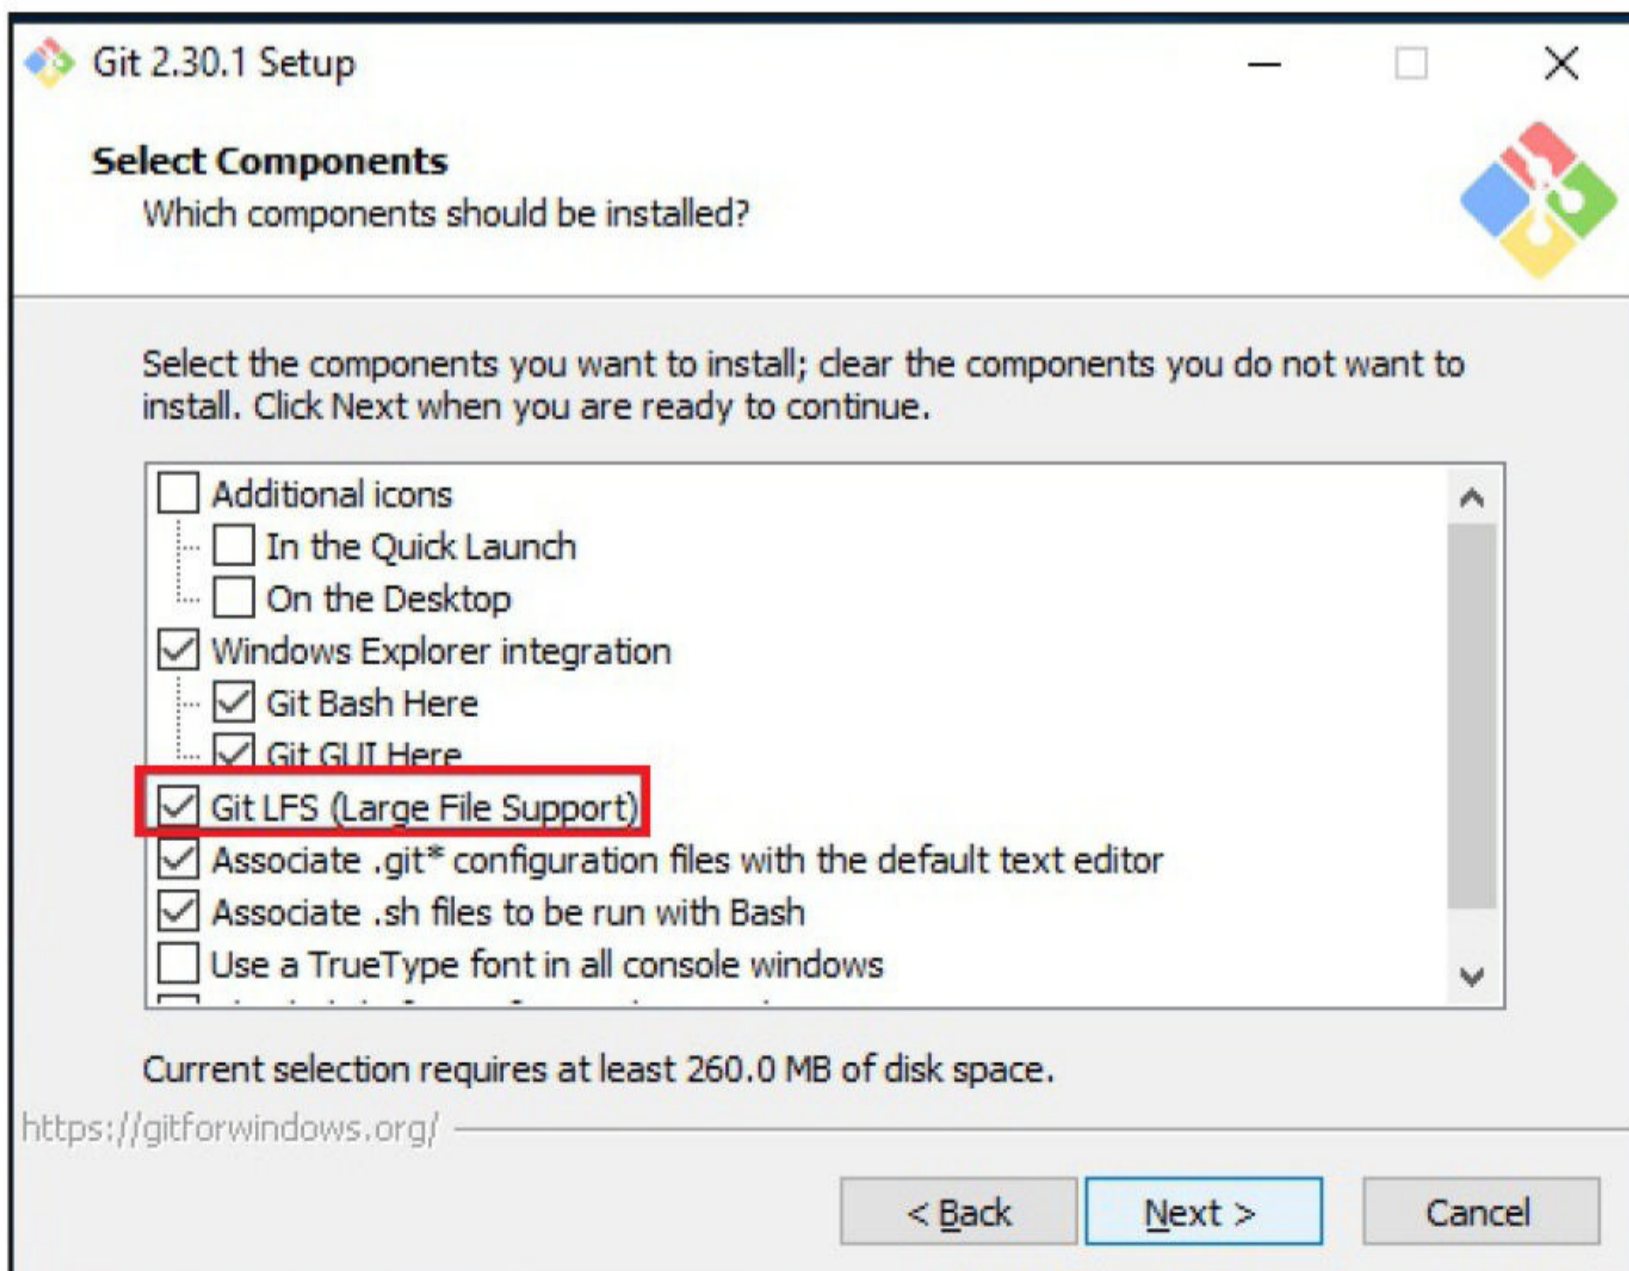 Git 2.30.1 Setup
Select Components
Which components should be installed?
Select the components you want to install; clear the components you do not want to
install. Click Next when you are ready to continue.
Additional icons
In the Quick Launch
On the Desktop
Windows Explorer integration
Git Bash Here
Git GUI Here
Git LFS (Large File Support)
Associate .git* configuration files with the default text editor
Associate .sh files to be run with Bash
Use a TrueType font in all console windows
Current selection requires at least 260.0 MB of disk space.
https://gitforwindows.org/
< Back
Next >
Cancel